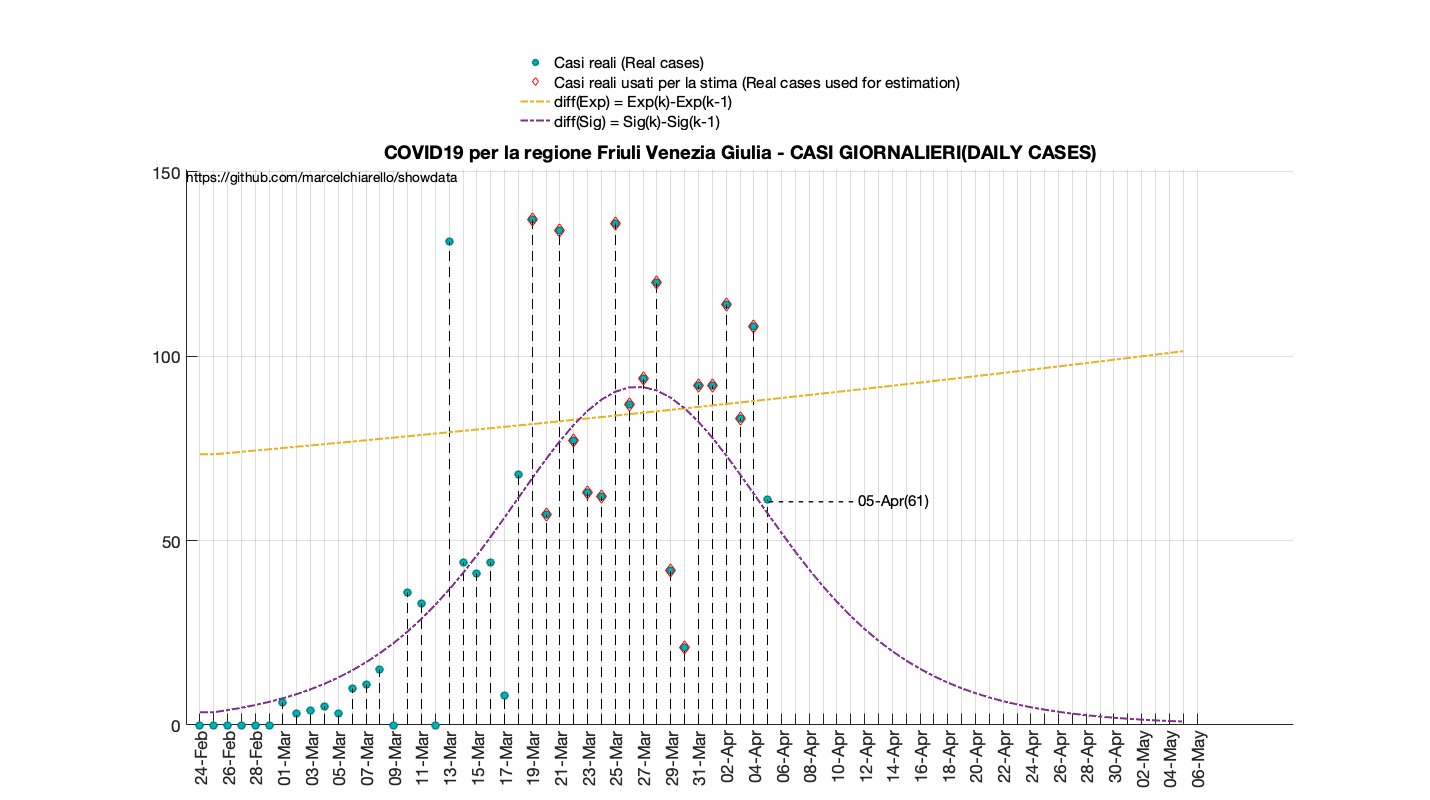 Casi reali (Real cases)
Casi reali usati per la stima (Real cases used for estimation)
diff(Exp) = Exp(k)-Exp(k-1)
diff(Sig) = Sig(k)-Sig(k-1)
COVID19 per la regione Friuli Venezia Giulia - CASI GIORNALIERI(DAILY CASES)
https://github.com/marcelchiarello/showdata
150
100
50
0
05-Apr(61)
24-Feb
26-Feb
28-Feb
01-Mar
03-Mar
05-Mar
07-Mar
09-Mar
11-Mar
13-Mar
15-Mar
17-Mar
19-Mar
21-Mar
23-Mar
25-Mar
27-Mar
29-Mar
31-Mar
02-Apr
04-Apr
06-Apr
08-Apr
10-Apr
12-Apr
14-Apr
16-Apr
18-Apr
20-Apr
22-Apr
24-Apr
26-Apr
28-Apr
30-Apr
02-May
04-May
06-May